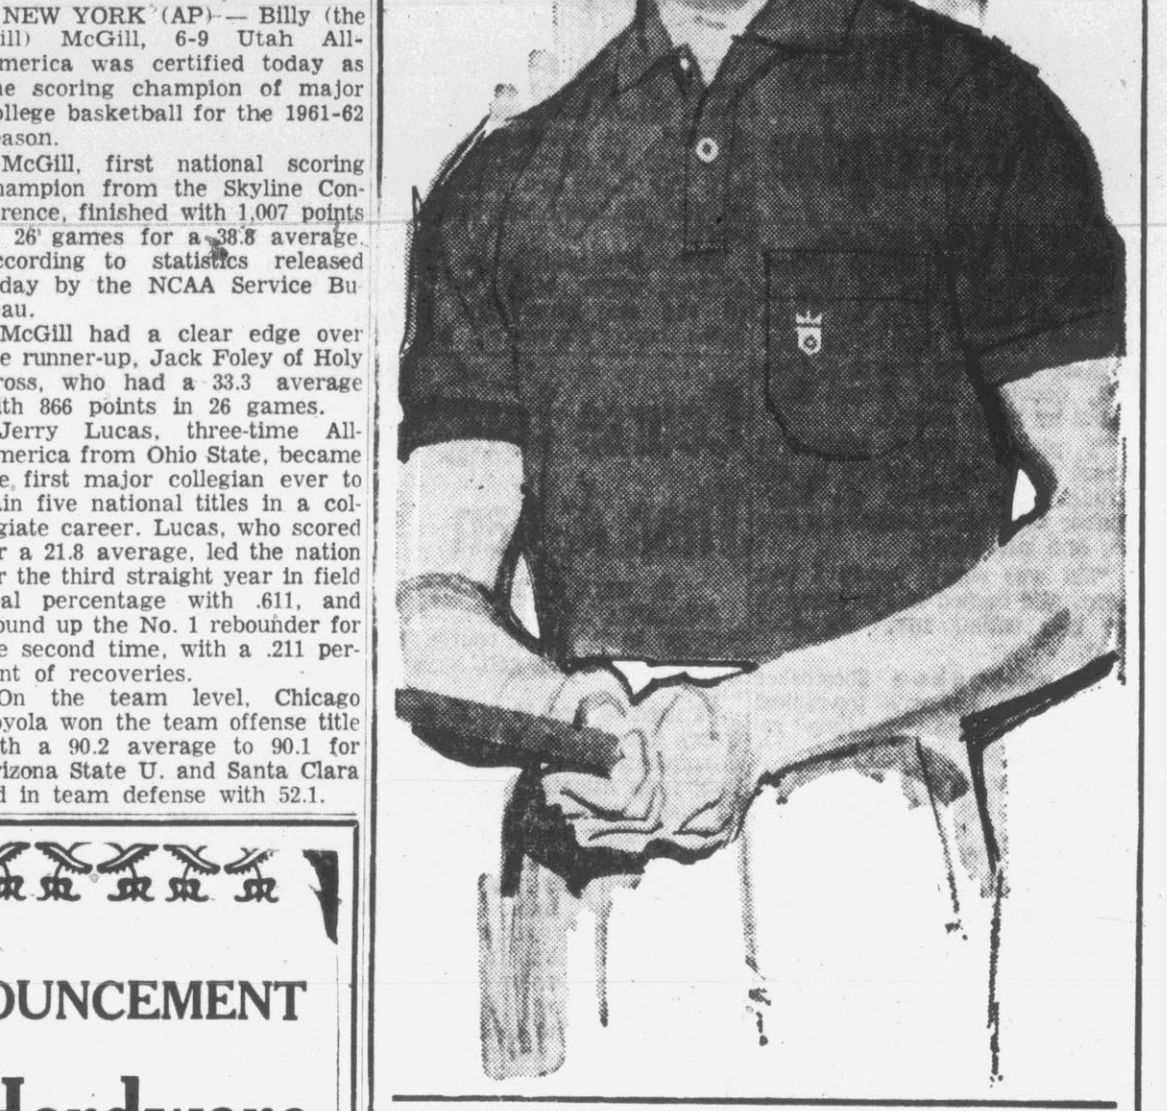 NEW YORK (AP) — Billy (the
ill) McGill, 6-9 Utah All-
merica was certified today as
e scoring champion of major
ollege basketball for the 1961-62
eason.
McGill, first national scoring
hampion from the Skyline Con-
rence, finished with 1,007 points
26 games for a 38.8 average.
ccording to statistics released
day by the NCAA Service Bu
au.
McGill had a clear edge over
e runner-up, Jack Foley of Holy
ross, who had a 33.3 average
ith 866 points in 26 games.
Jerry Lucas, three-time All-
merica from Ohio State, became
e first major collegian ever to
in five national titles in a col-
giate career. Lucas, who scored
r a 21.8 average, led the nation
r the third straight year in field
al percentage with .611, and
ound up the No. 1 rebounder for
e second time, with a .211 per-
nt of recoveries.
On the team level, Chicago
oyola won the team offense title
th a 90.2 average to 90.1 for
rizona State U. and Santa Clara
d in team defense with 52.1.
OUNCEMENT
Hardware